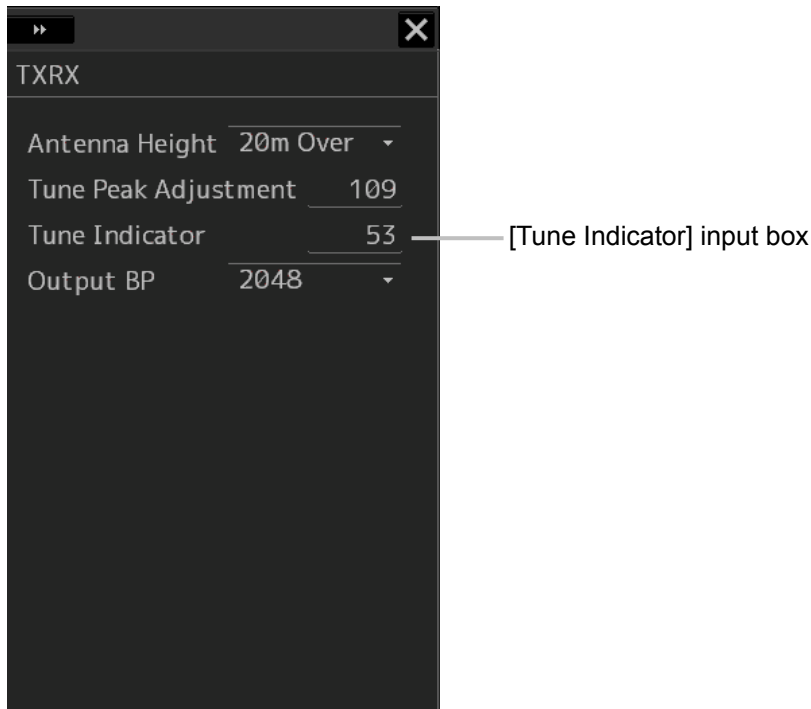 TXRX
Antenna Height 20m Over
Tune Peak Adjustment 109
Tune Indicator 53 [Tune Indicator] input box
Output BP 2048